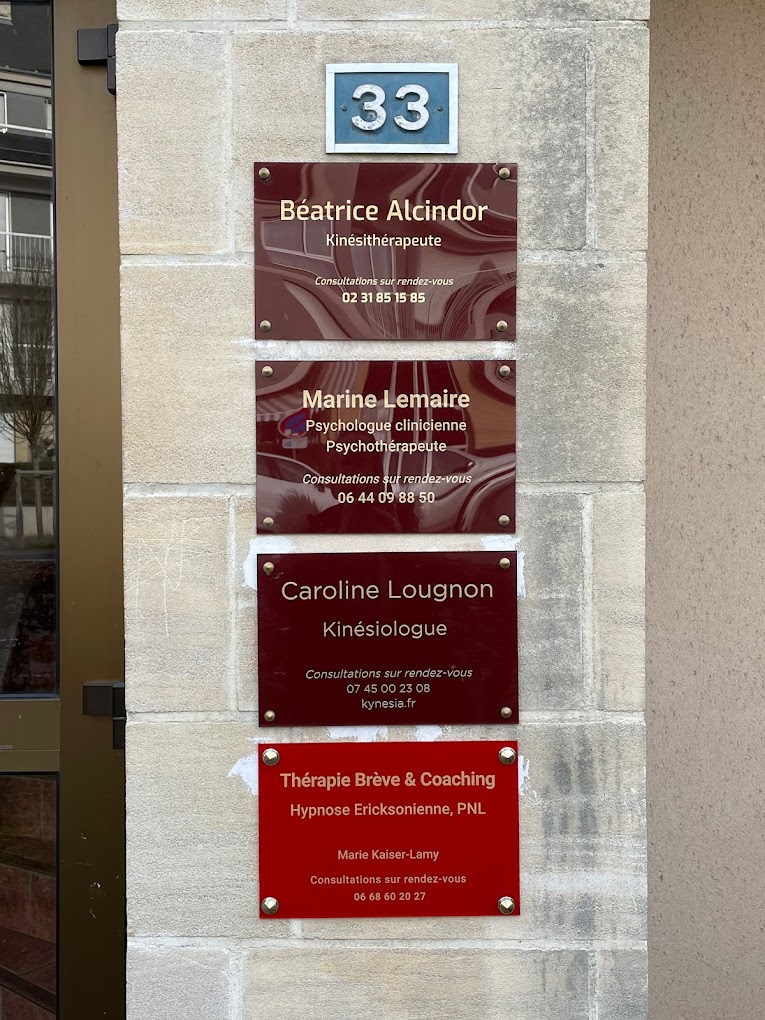 33
Béatrice Alcindor
Kinésithérapeute
Consultations sur rendez-vous
02 31 85 15 85
Marine Lemaire
Psychologue clinicienne
Psychothérapeute
Consultations sur rendez-vous
06 44 09 88 50
Caroline Lougnon
Kinésiologue
Consultations sur rendez-vous
07 45 00 23 08
kynesia.fr
Thérapie Brève & Coaching
Hypnose Ericksonienne, PNL
Marie Kaiser-Lamy
Consultations sur rendez-vous
06 68 60 20 27